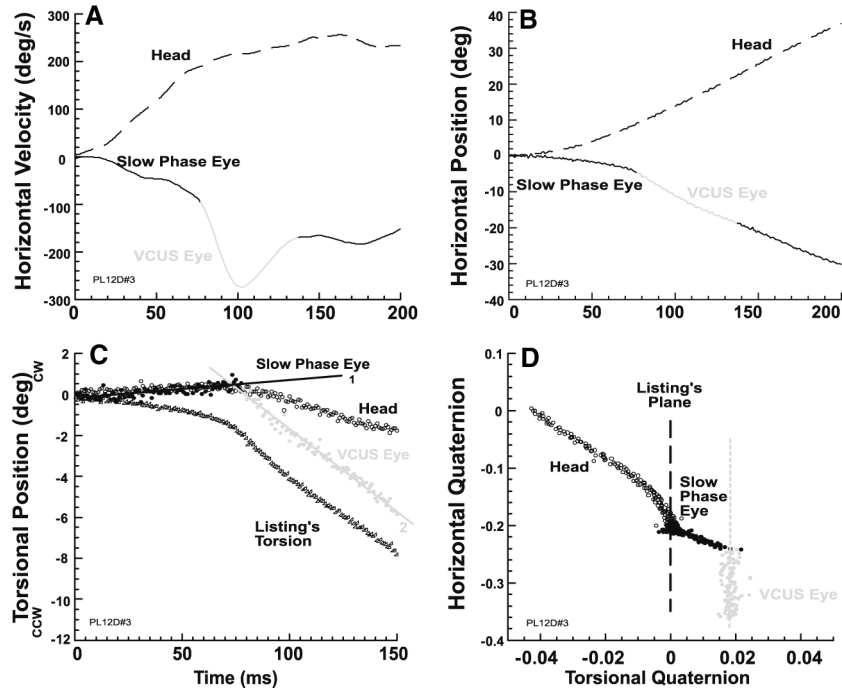 A
Horizontal Velocity (deg/s)
300
200
100
0
-100
-200
-300
Head
Slow Phase Eye
VCUS Eye
PL12D#3
0
50
100
150
200
B
Horizontal Position (deg)
40
30
20
10
0
-10
-20
-30
40
Head
Slow Phase Eye
VCUS Eye
PL12D#3
0
50
100
150
200
C
Torsional Position (deg)
CCW
CW
2
0
-2
-4
-6
-8
-10
-12
Slow Phase Eye
1
Head
VCUS Eye
2
Listing's
Torsion
PL12D#3
0
50
100
150
Time (ms)
D
Horizontal Quaternion
0.1
0
-0.1
-0.2
-0.3
-0.4
Listing's
Plane
Head
Slow
Phase
Eye
VCUS Eye
PL12D#3
-0.04
-0.02
0
0.02
0.04
Torsional Quaternion